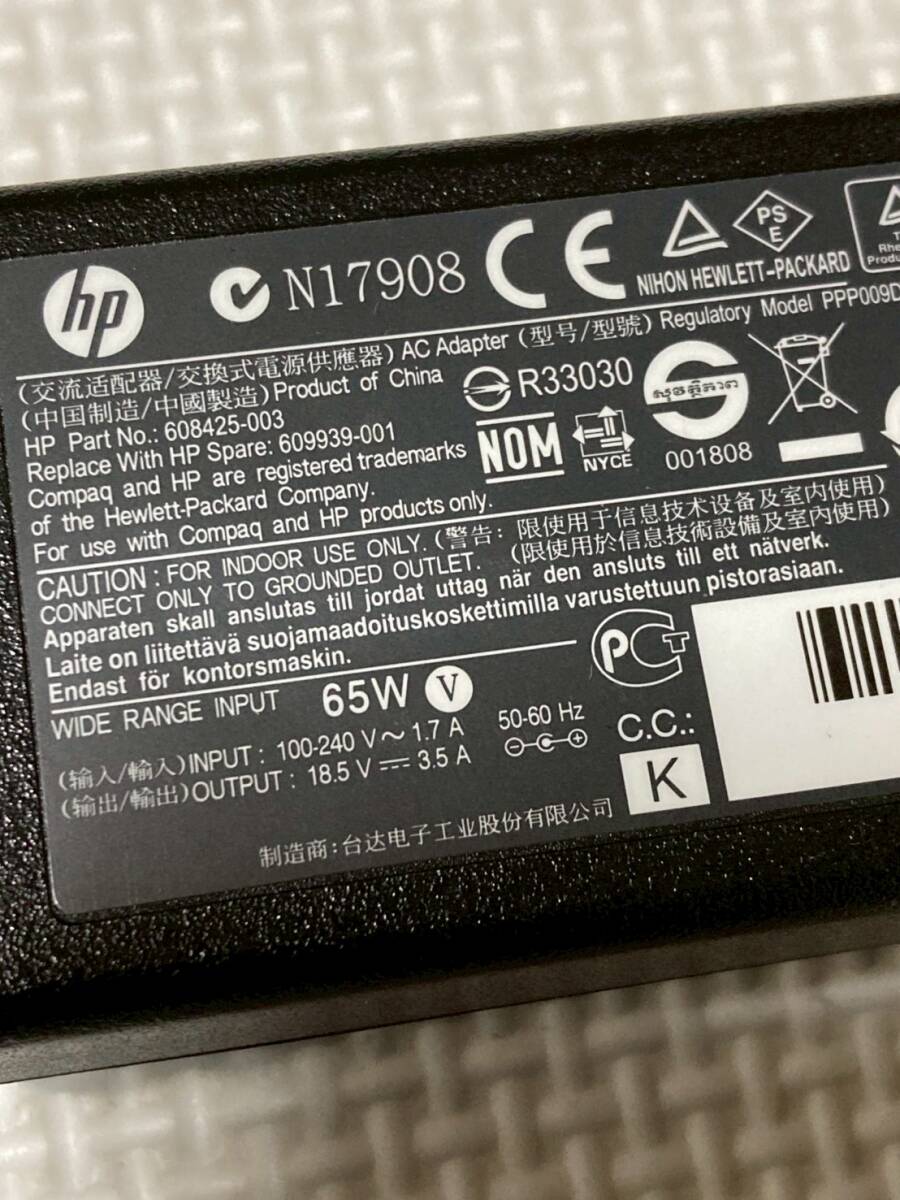 hp
N17908
CE
PS
E
NIHON HEWLETT-PACKARD
(交流适配器/交換式電源供應器) AC Adapter (型号/型號) Regulatory Model PPP009D
(中国制造/中國製造) Product of China
HP Part No.: 608425-003
Replace With HP Spare: 609939-001
Compaq and HP are registered trademarks
of the Hewlett-Packard Company.
For use with Compaq and HP products only.
R33030
NOM
NYCE
001808
CAUTION : FOR INDOOR USE ONLY. (警告: 限使用于信息技术设备及室内使用)
CONNECT ONLY TO GROUNDED OUTLET. (限使用於信息技術設備及室內使用)
Apparaten skall anslutas till jordat uttag när den ansluts till ett nätverk.
Laite on liitettävä suojamaadoituskoskettimilla varustettuun pistorasiaan.
Endast för kontorsmaskin.
WIDE RANGE INPUT 65W V
(输入/輸入) INPUT : 100-240 V～ 1.7 A 50-60 Hz
(输出/輸出) OUTPUT : 18.5 V ⎓ 3.5 A
C.C.:
K
制造商: 台达电子工业股份有限公司